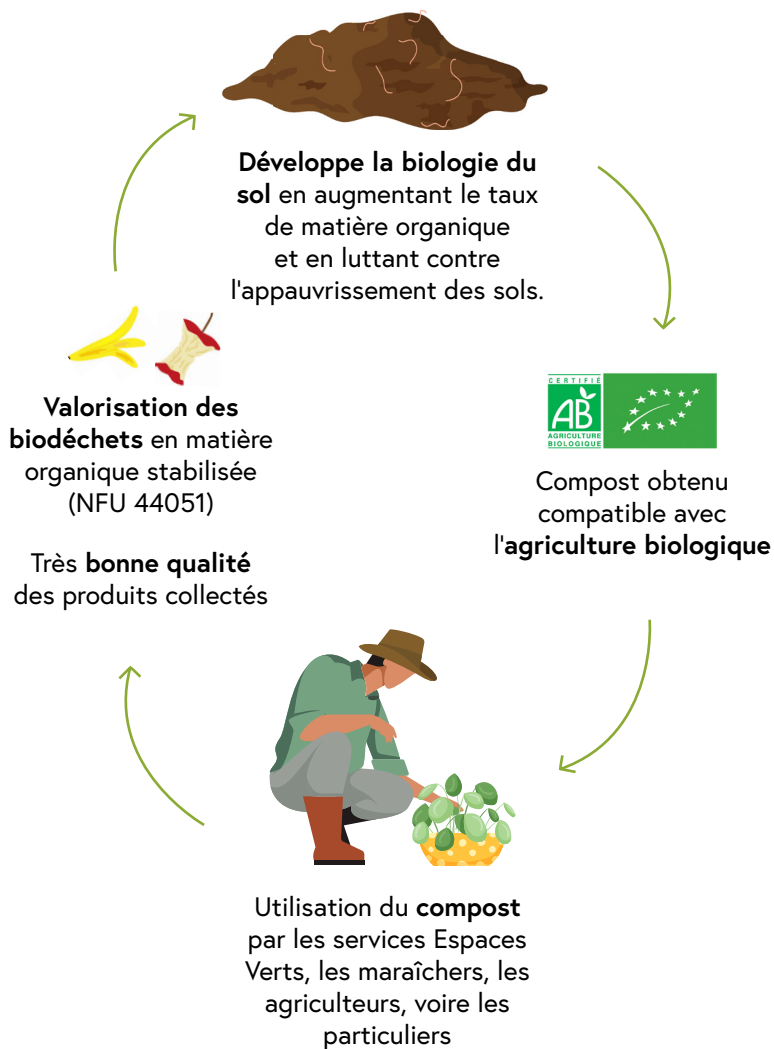 Développe la biologie du
sol en augmentant le taux
de matière organique
et en luttant contre
l'appauvrissement des sols.
Valorisation des
biodéchets en matière
organique stabilisée
(NFU 44051)
Très bonne qualité
des produits collectés
CERTIFIÉ
AB
AGRICULTURE
BIOLOGIQUE
Compost obtenu
compatible avec
l'agriculture biologique
Utilisation du compost
par les services Espaces
Verts, les maraîchers, les
agriculteurs, voire les
particuliers